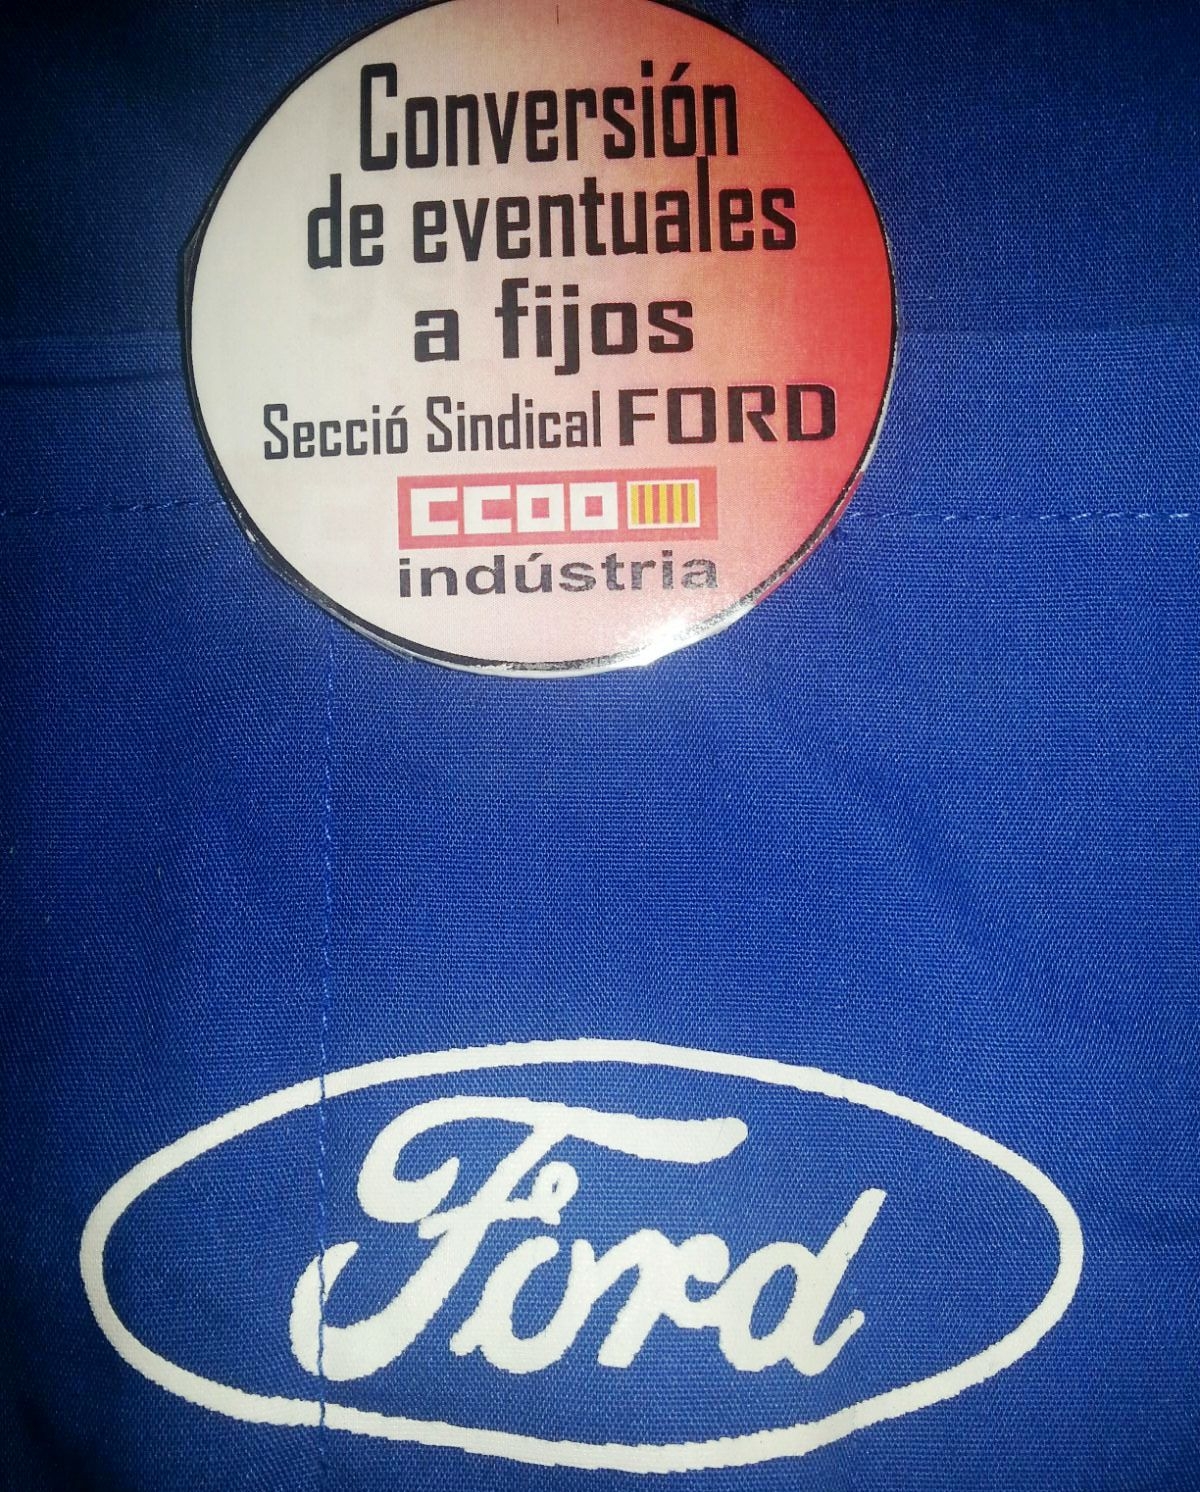 Conversión
de eventuales
a fijos
Secció Sindical FORD
CCOO
indústria
Ford